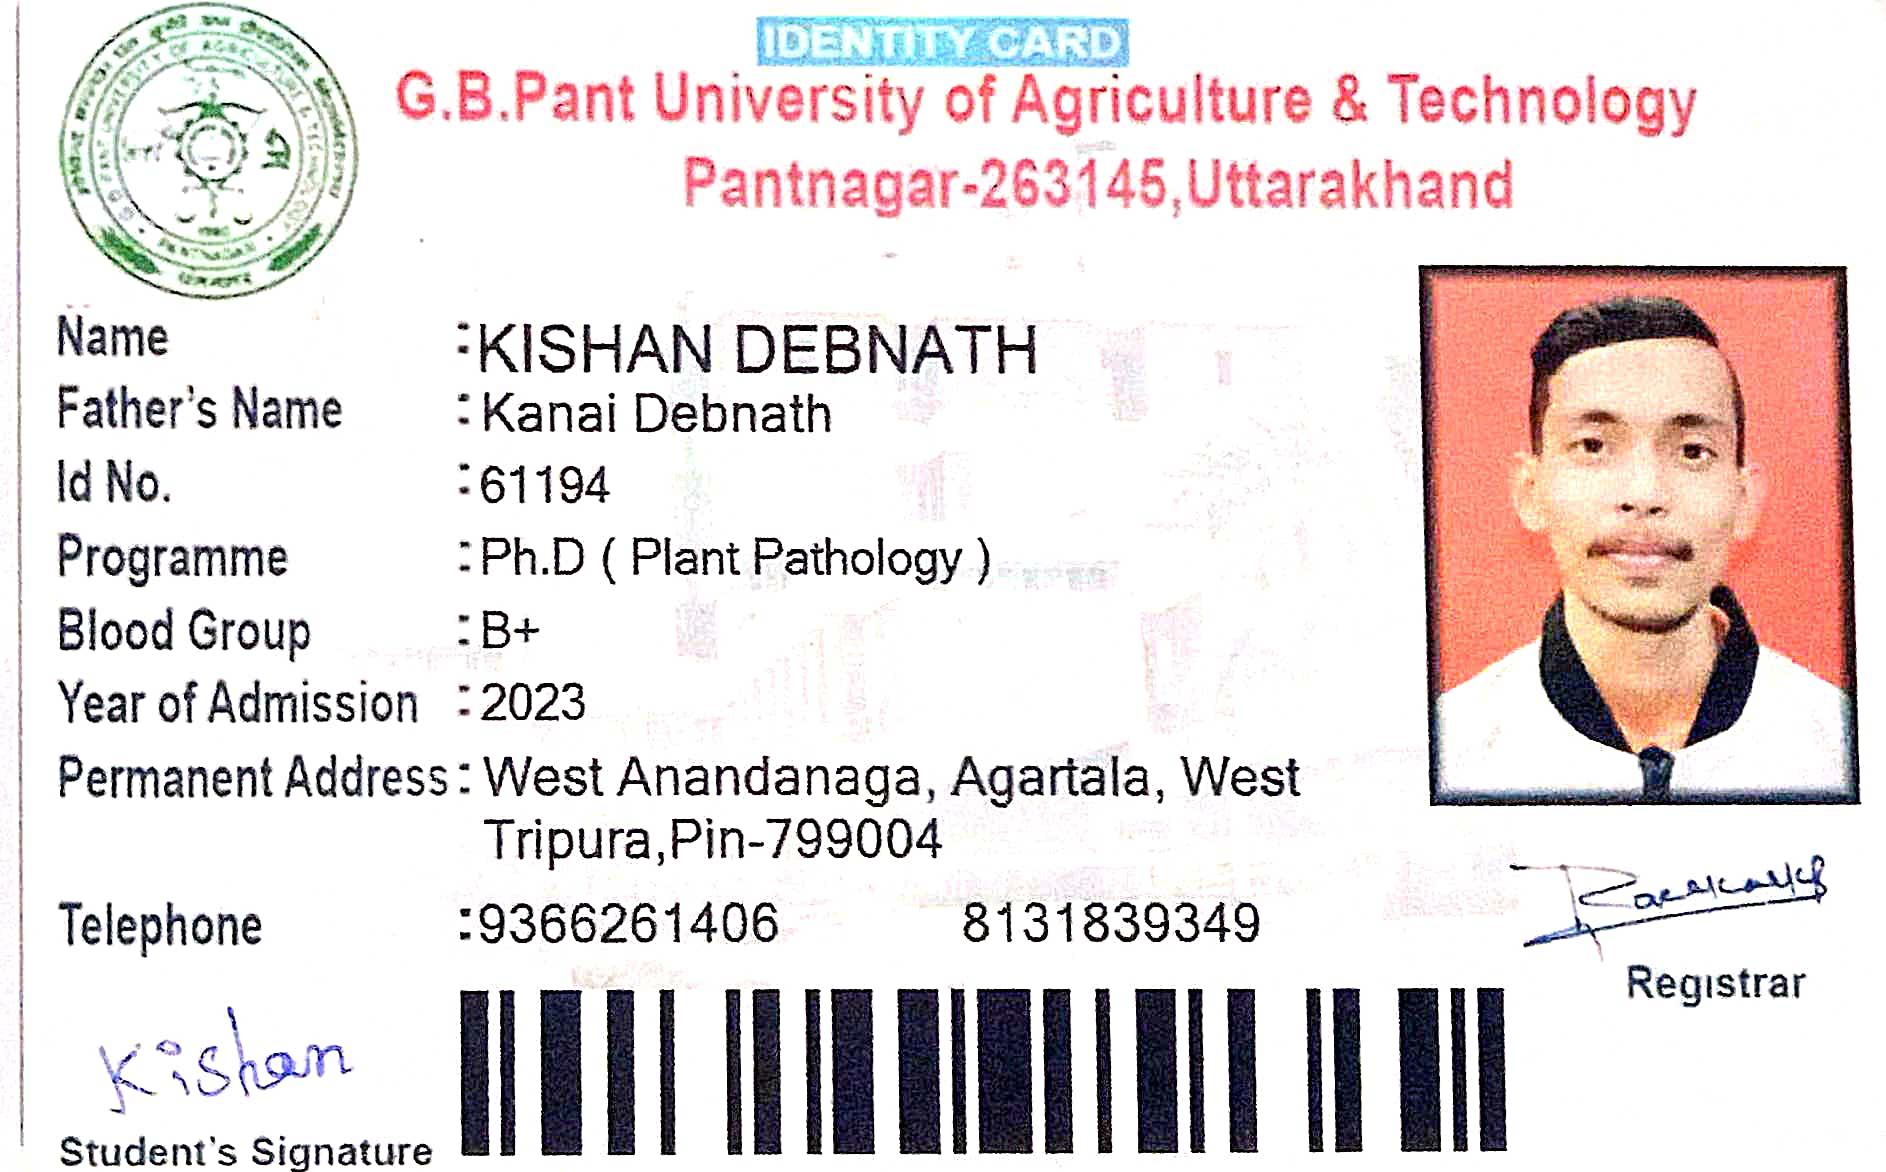 IDENTITY CARD
G.B.Pant University of Agriculture & Technology
Pantnagar-263145,Uttarakhand
Name :KISHAN DEBNATH
Father's Name :Kanai Debnath
Id No. :61194
Programme :Ph.D ( Plant Pathology )
Blood Group :B+
Year of Admission :2023
Permanent Address: West Anandanaga, Agartala, West
Tripura,Pin-799004
Telephone :9366261406 8131839349
Registrar
Kishan
Student's Signature